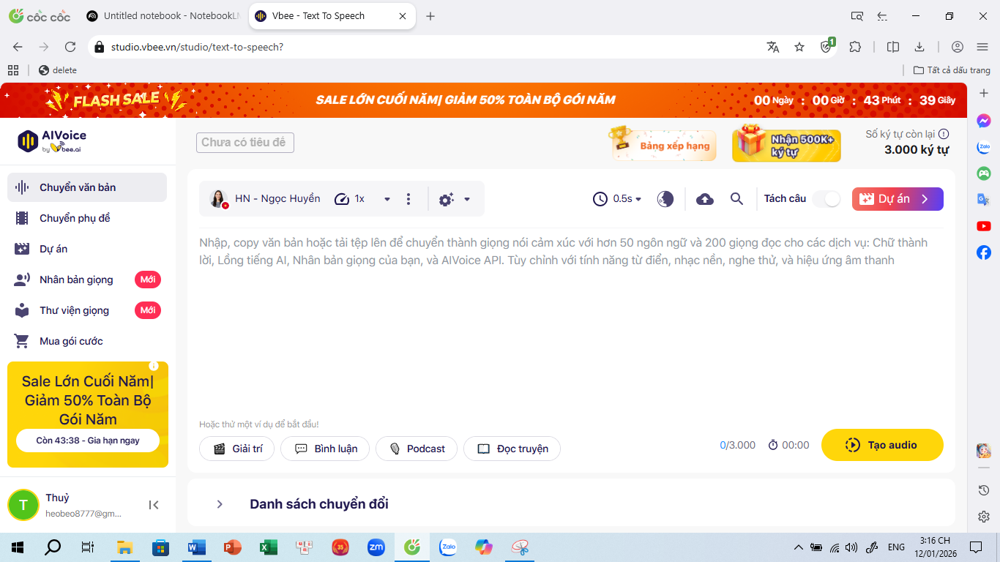 cốc cốc
Untitled notebook - NotebookLM
Vbee - Text To Speech
studio.vbee.vn/studio/text-to-speech?
1
delete
Tất cả dấu trang
FLASH SALE
SALE LỚN CUỐI NĂM| GIẢM 50% TOÀN BỘ GÓI NĂM
00 Ngày : 00 Giờ : 43 Phút : 39 Giây
AIVoice
by Vbee.ai
Chưa có tiêu đề
Bảng xếp hạng
Nhận 500K+
ký tự
Số ký tự còn lại
3.000 ký tự
Chuyển văn bản
Chuyển phụ đề
Dự án
Nhân bản giọng
Mới
Thư viện giọng
Mới
Mua gói cước
Sale Lớn Cuối Năm|
Giảm 50% Toàn Bộ
Gói Năm
Còn 43:38 - Gia hạn ngay
T
Thuỷ
heobeo8777@gm...
HN - Ngọc Huyền
1x
0.5s
Tách câu
Dự án
Nhập, copy văn bản hoặc tải tệp lên để chuyển thành giọng nói cảm xúc với hơn 50 ngôn ngữ và 200 giọng đọc cho các dịch vụ: Chữ thành
lời, Lồng tiếng AI, Nhân bản giọng của bạn, và AIVoice API. Tùy chỉnh với tính năng từ điển, nhạc nền, nghe thử, và hiệu ứng âm thanh
Hoặc thử một ví dụ để bắt đầu!
Giải trí
Bình luận
Podcast
Đọc truyện
0/3.000
00:00
Tạo audio
Danh sách chuyển đổi
Zalo
35
zm
Zalo
ENG
3:16 CH
12/01/2026